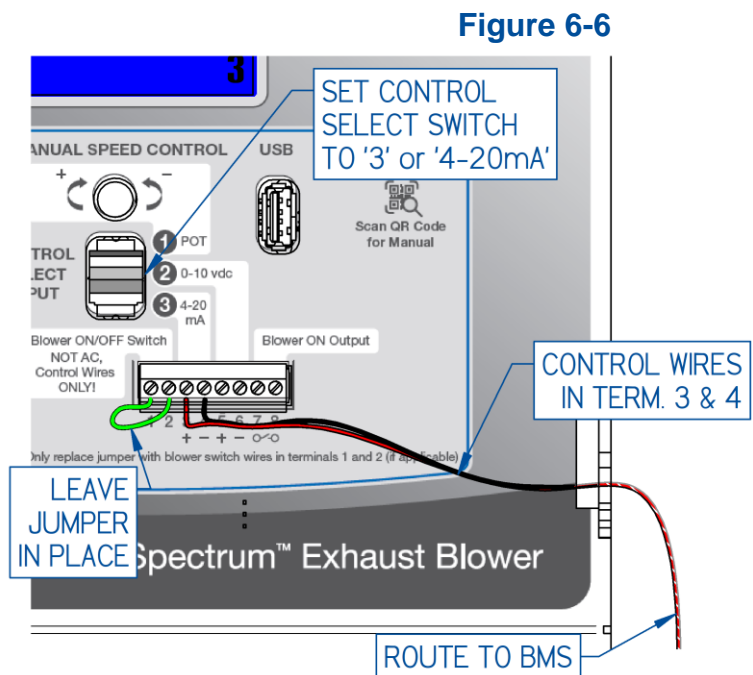 Figure 6-6
3
SET CONTROL
SELECT SWITCH
TO '3' or '4-20mA'
ANUAL SPEED CONTROL
USB
+
−
Scan QR Code
for Manual
1 POT
2 0-10 vdc
3 4-20
mA
TROL
LECT
PUT
Blower ON/OFF Switch
NOT AC,
Control Wires
ONLY!
Blower ON Output
CONTROL WIRES
IN TERM. 3 & 4
1 2 5 6 7 8
+ − + −
Only replace jumper with blower switch wires in terminals 1 and 2 (if applicable)
LEAVE
JUMPER
IN PLACE
Spectrum™ Exhaust Blower
ROUTE TO BMS